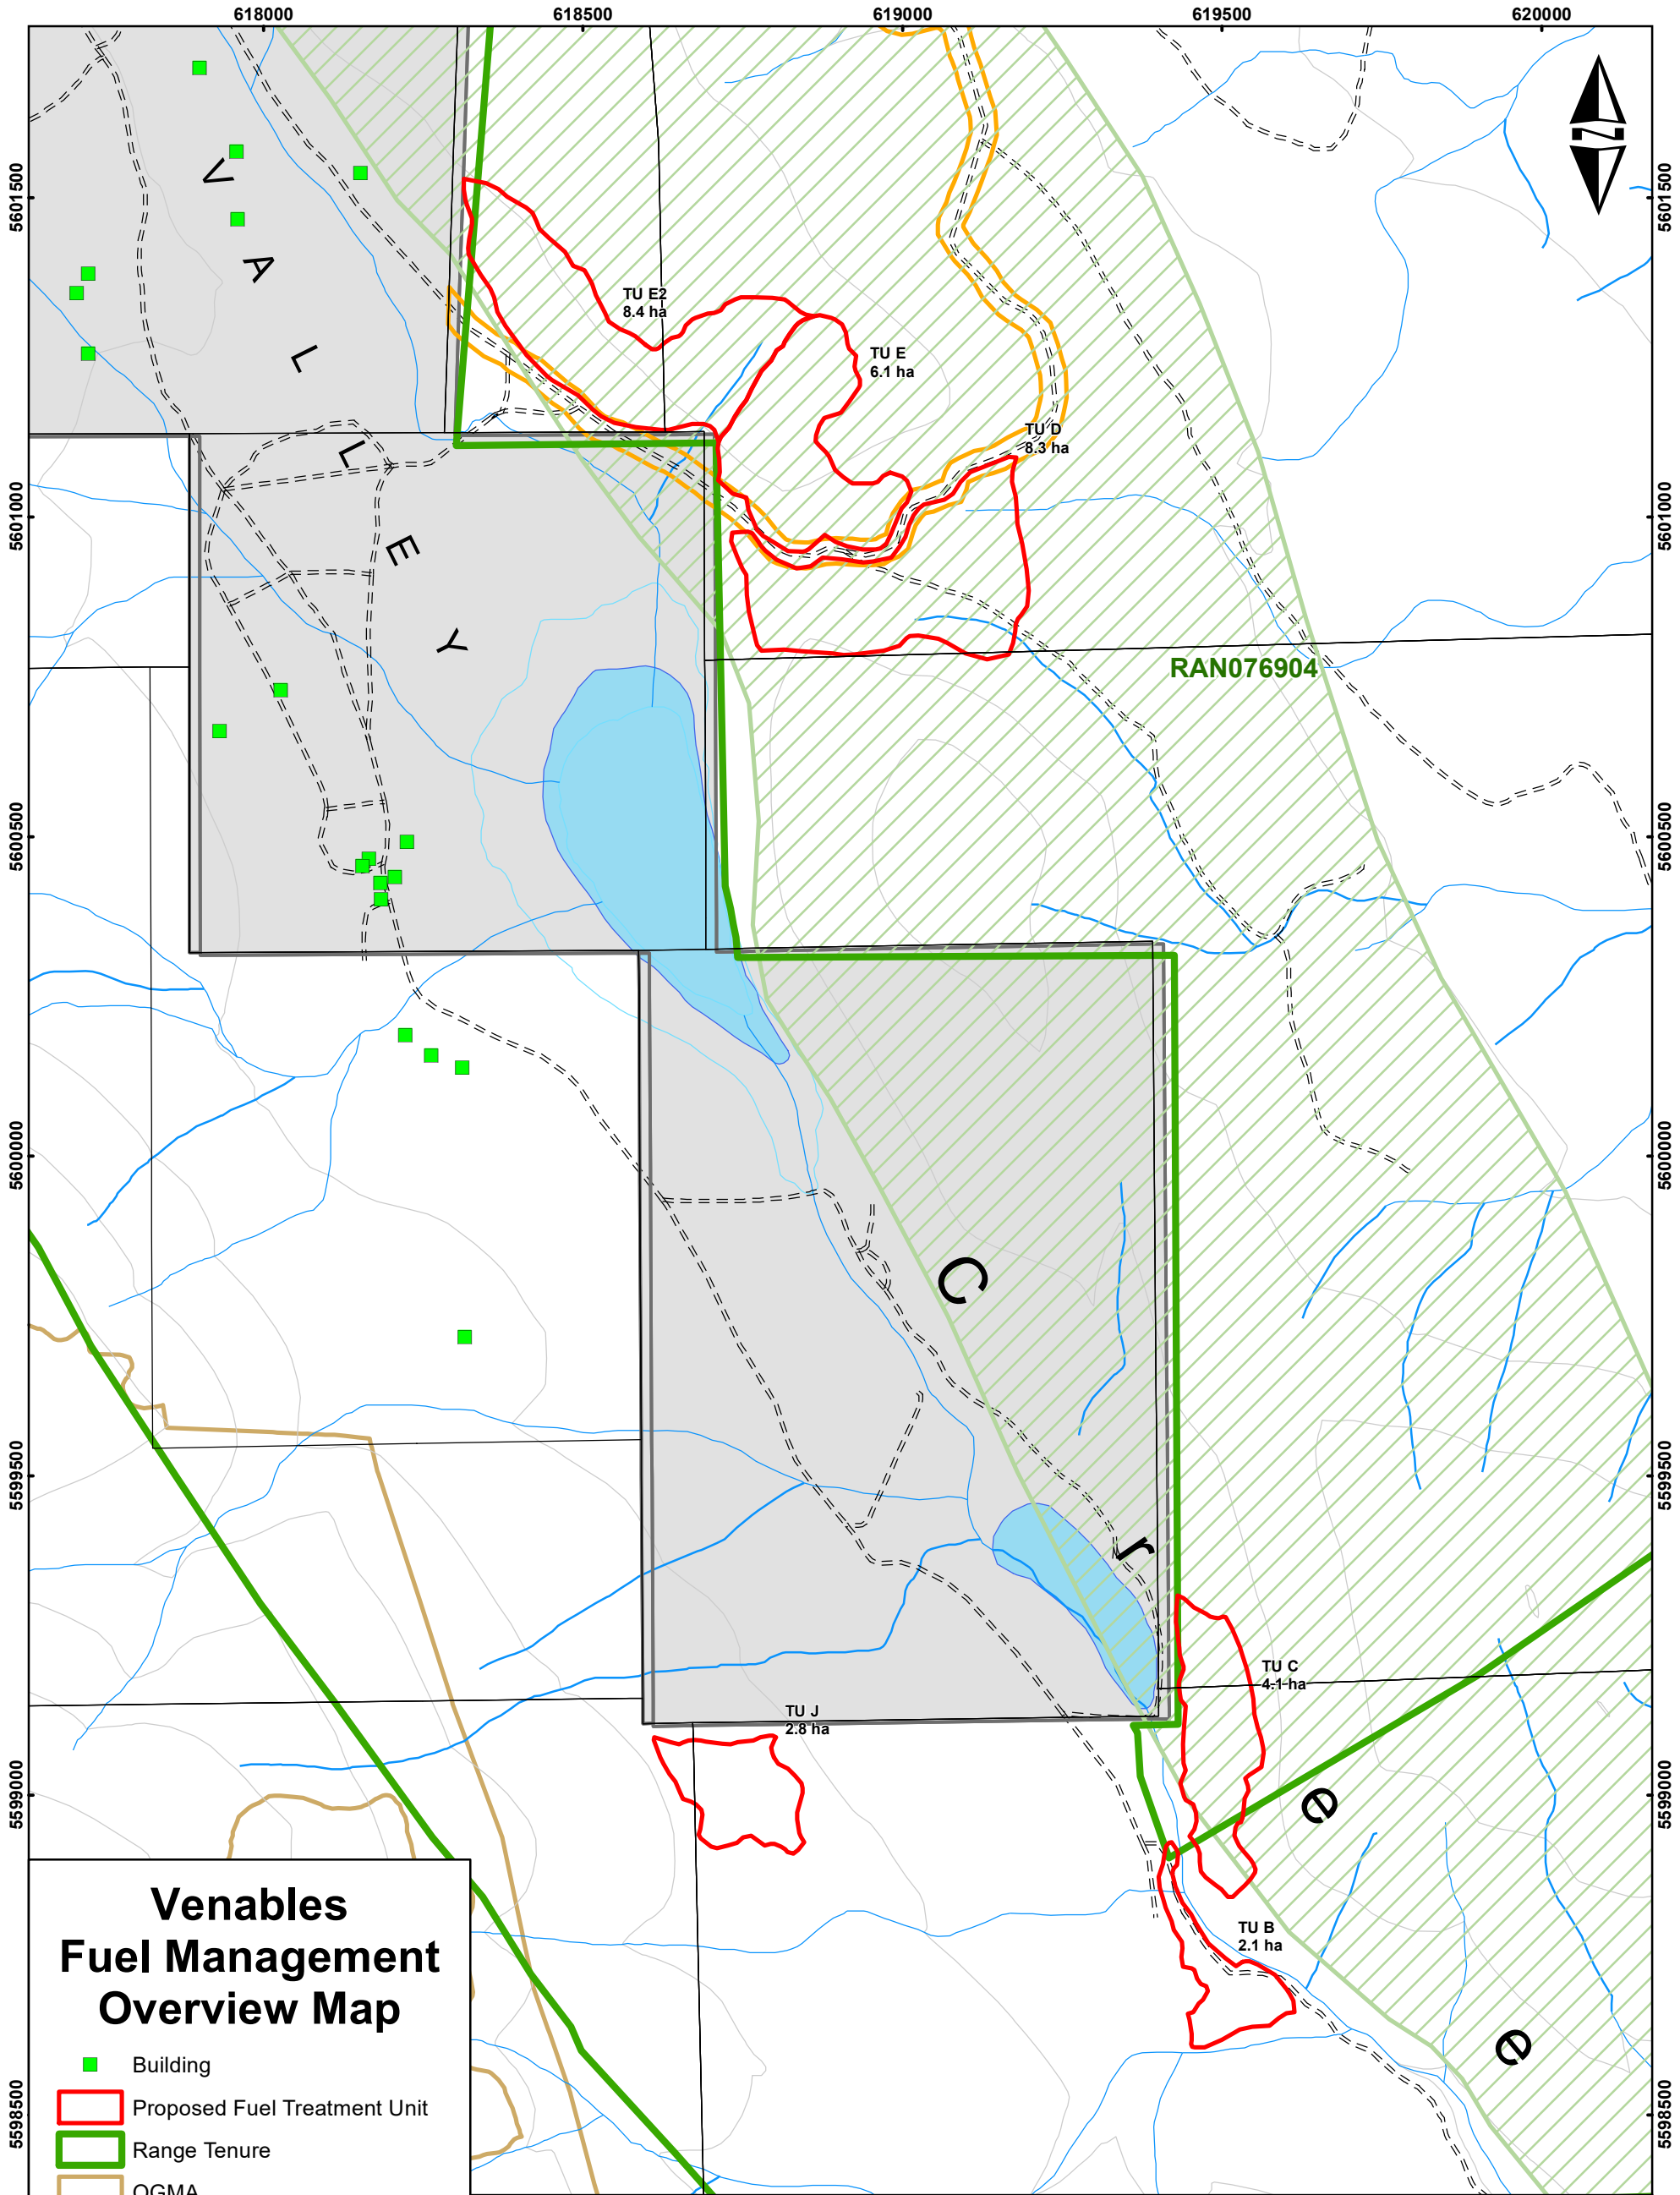 618000 618500 619000 619500 620000
N
5601500 5601500
V
A
L
L
E
Y
TU E2
8.4 ha
TU E
6.1 ha
TU D
8.3 ha
5601000 5601000
RAN076904
5600500 5600500
5600000 5600000
C
r
e
e
5599500 5599500
TU C
4.1 ha
TU J
2.8 ha
5599000 5599000
TU B
2.1 ha
5598500 5598500
Venables
Fuel Management
Overview Map
Building
Proposed Fuel Treatment Unit
Range Tenure
OGMA